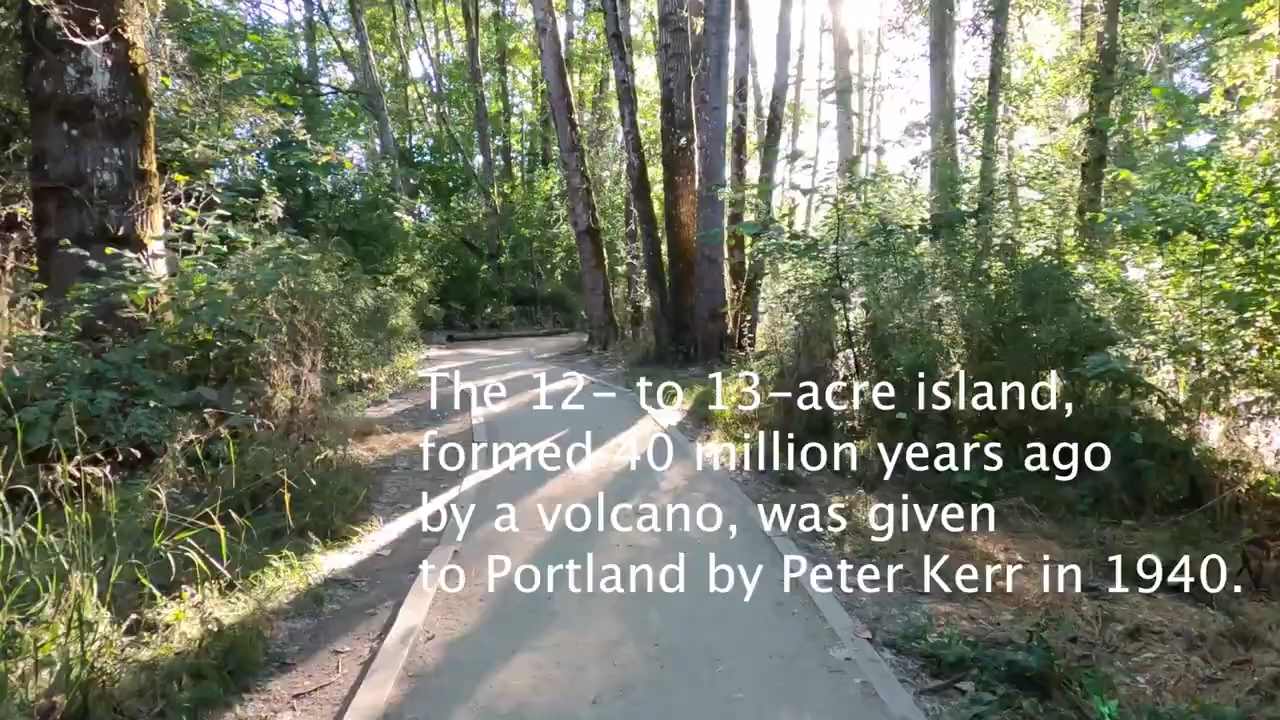 The 12- to 13-acre island,
formed 40 million years ago
by a volcano, was given
to Portland by Peter Kerr in 1940.